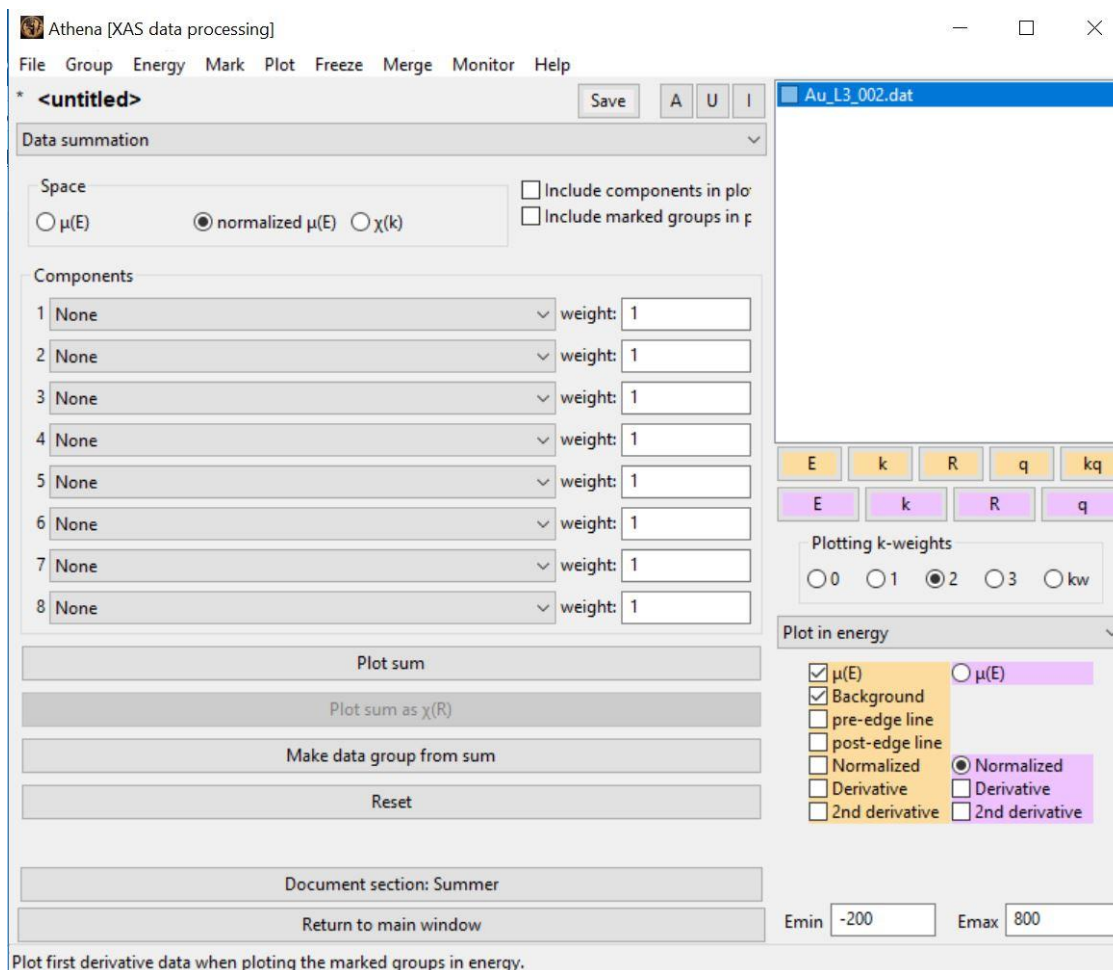 Athena [XAS data processing]
File Group Energy Mark Plot Freeze Merge Monitor Help
* <untitled>
Save A U I
Data summation
Space
μ(E) normalized μ(E) χ(k)
Include components in plo
Include marked groups in p
Components
1 None weight: 1
2 None weight: 1
3 None weight: 1
4 None weight: 1
5 None weight: 1
6 None weight: 1
7 None weight: 1
8 None weight: 1
Plot sum
Plot sum as χ(R)
Make data group from sum
Reset
Document section: Summer
Return to main window
Au_L3_002.dat
E k R q kq
E k R q
Plotting k-weights
0 1 2 3 kw
Plot in energy
μ(E) μ(E)
Background
pre-edge line
post-edge line
Normalized Normalized
Derivative Derivative
2nd derivative 2nd derivative
Emin -200 Emax 800
Plot first derivative data when ploting the marked groups in energy.